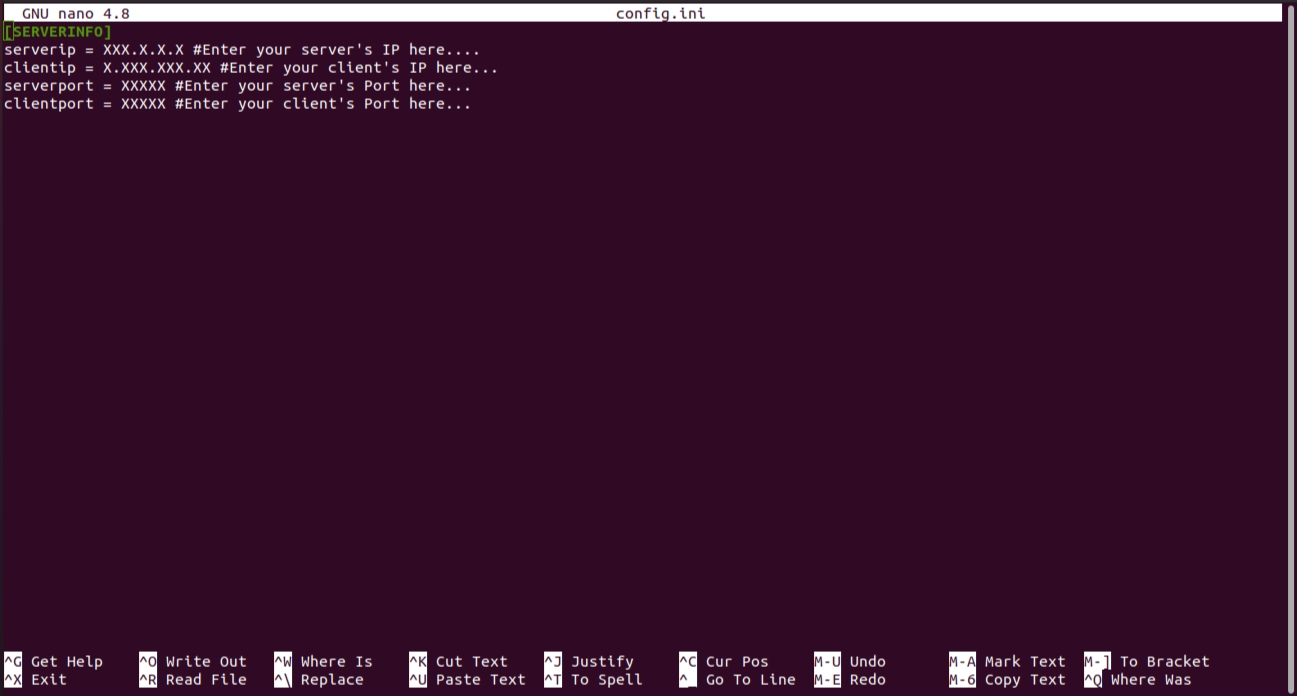 GNU nano 4.8 config.ini
[SERVERINFO]
serverip = XXX.X.X.X #Enter your server's IP here....
clientip = X.XXX.XXX.XX #Enter your client's IP here...
serverport = XXXXX #Enter your server's Port here...
clientport = XXXXX #Enter your client's Port here...
^G Get Help ^O Write Out ^W Where Is ^K Cut Text ^J Justify ^C Cur Pos M-U Undo M-A Mark Text M-] To Bracket
^X Exit ^R Read File ^\ Replace ^U Paste Text ^T To Spell ^_ Go To Line M-E Redo M-6 Copy Text ^Q Where Was